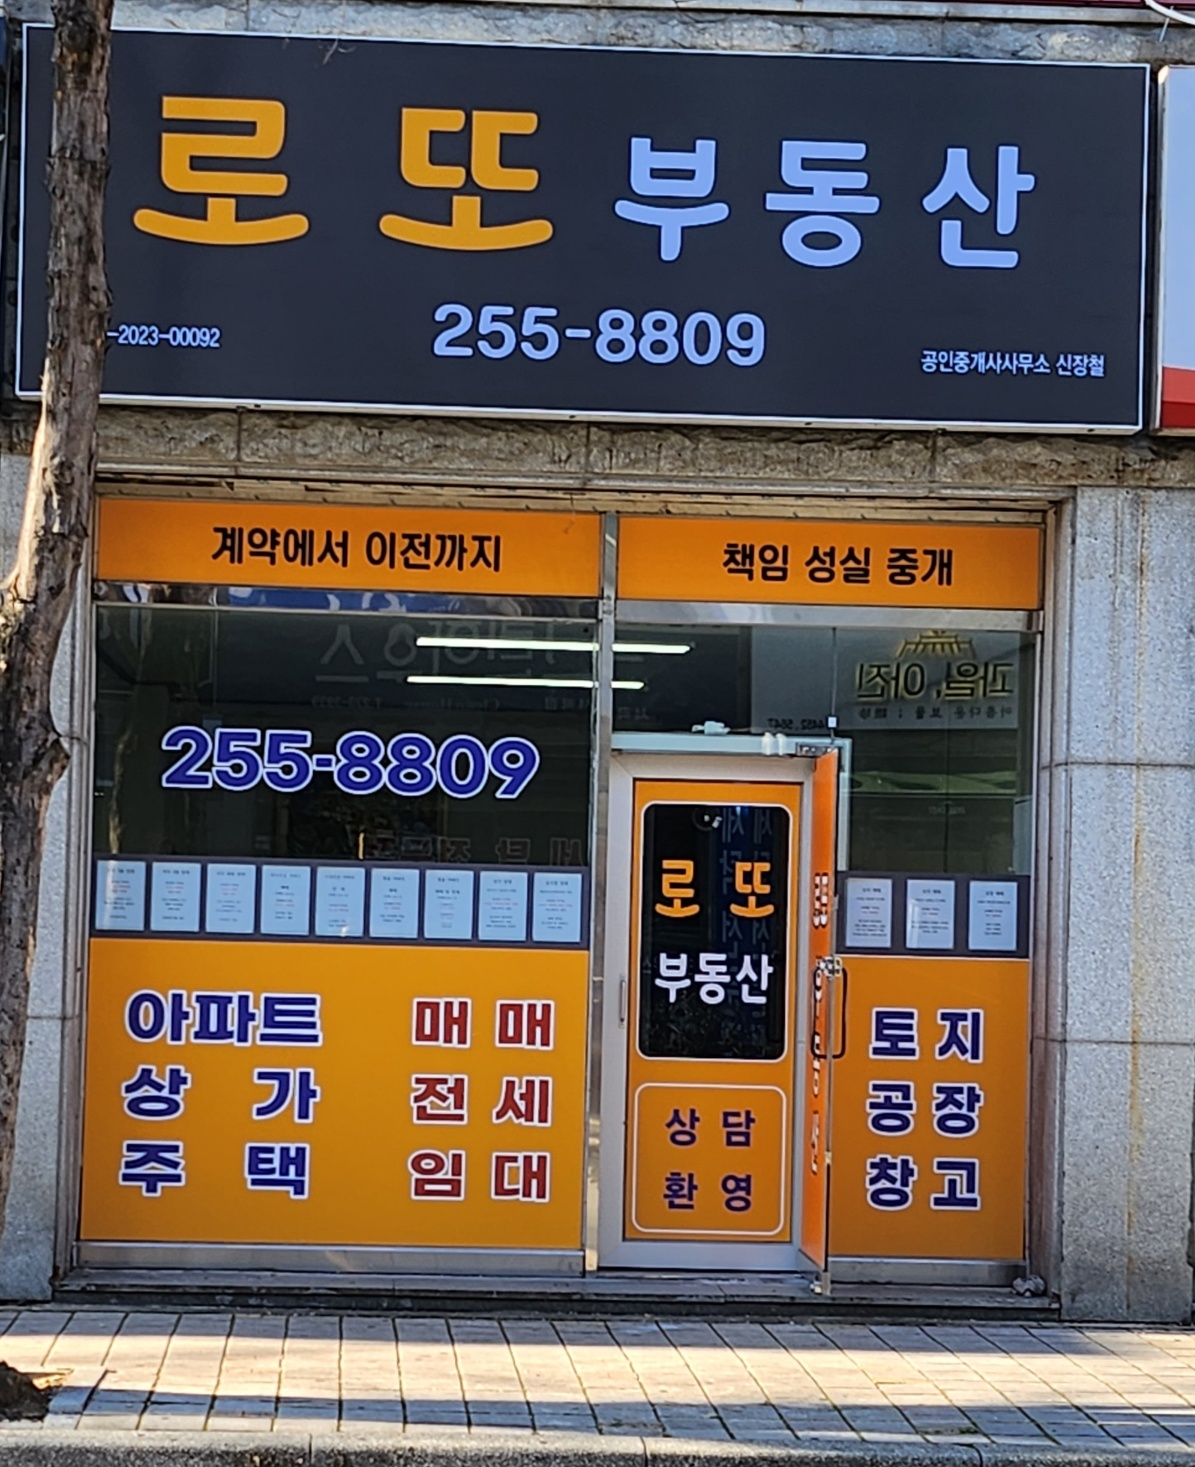 로또 부동산
255-8809
-2023-00092
공인중개사사무소 신장철
계약에서 이전까지
책임 성실 중개
255-8809
로또
부동산
상담
환영
아파트 매매
상가 전세
주택 임대
토지
공장
창고